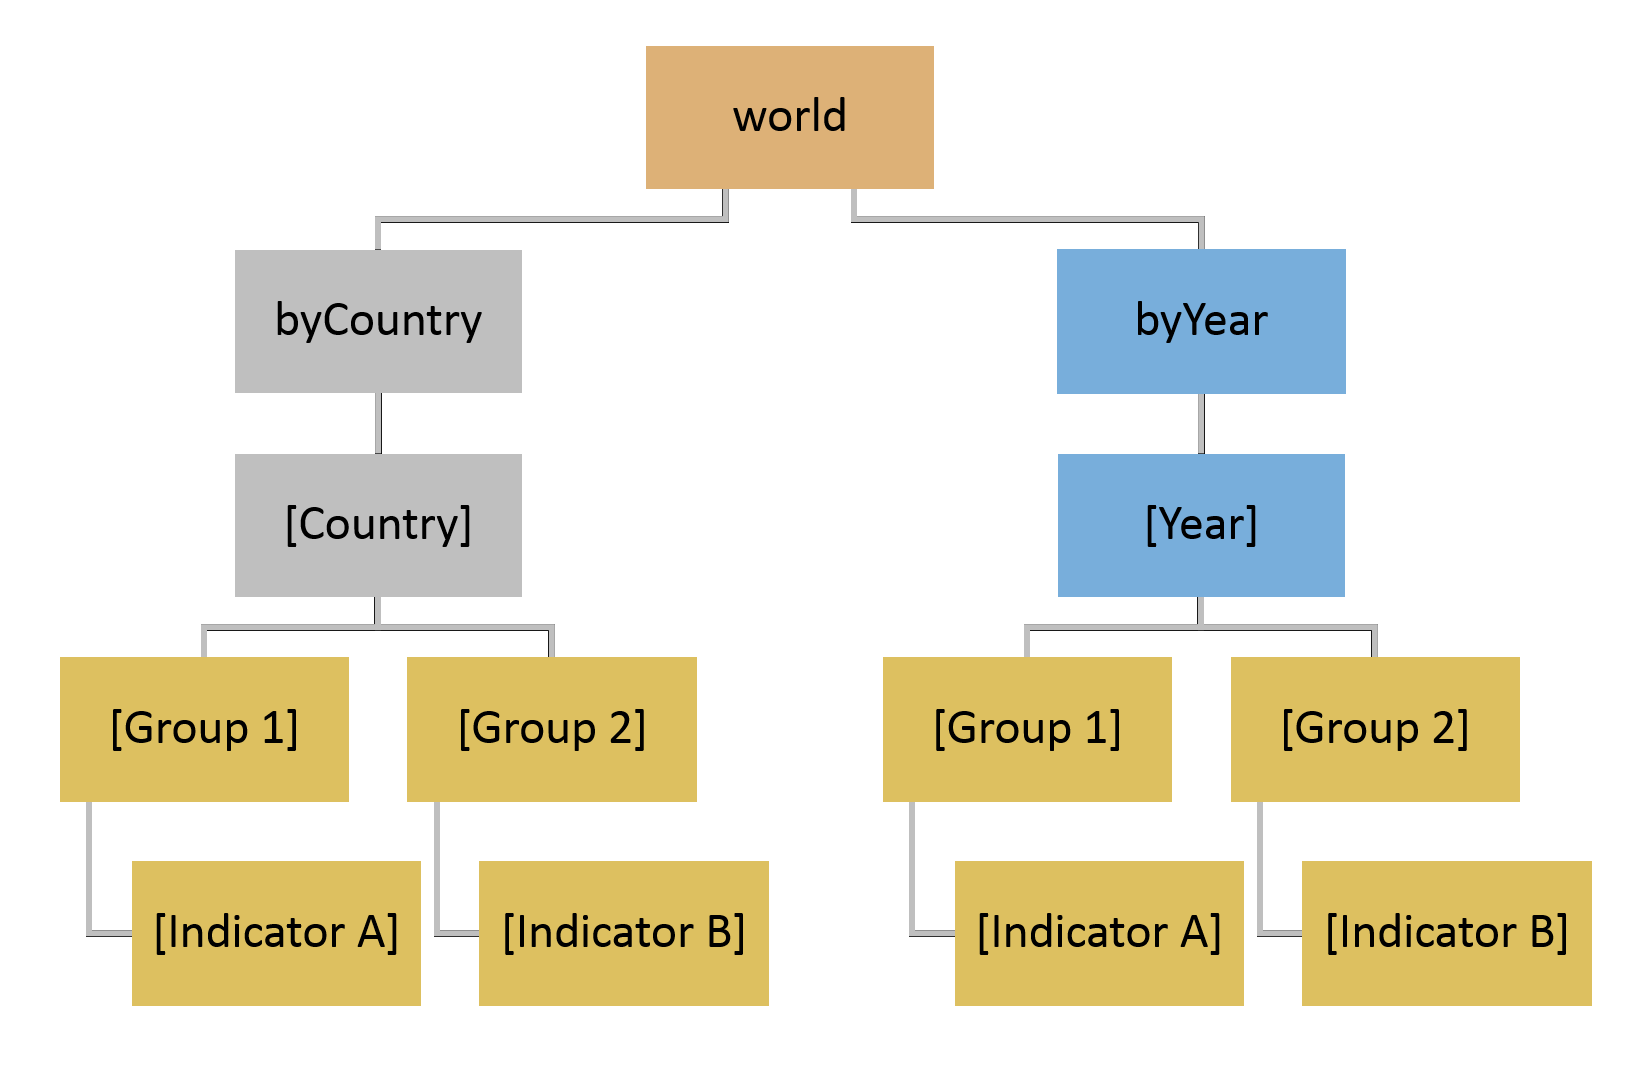 world
byCountry
byYear
[Country]
[Year]
[Group 1]
[Group 2]
[Group 1]
[Group 2]
[Indicator A]
[Indicator B]
[Indicator A]
[Indicator B]